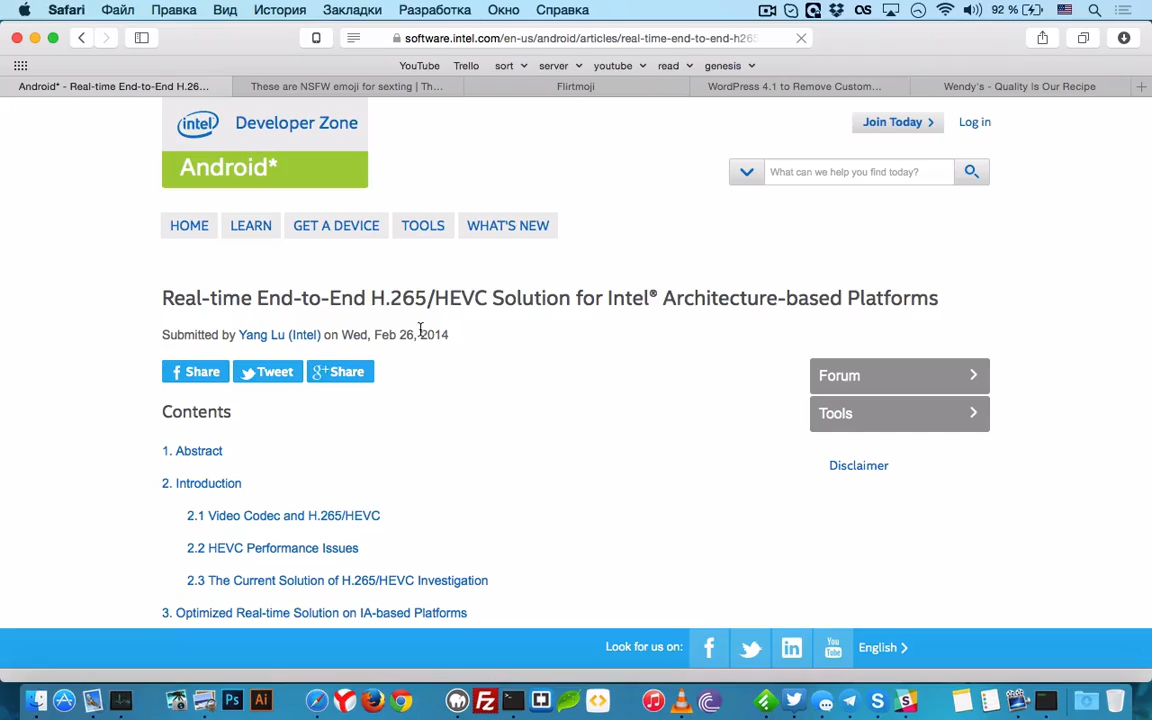 Safari Файл Правка Вид История Закладки Разработка Окно Справка 92 %
software.intel.com/en-us/android/articles/real-time-end-to-end-h265
YouTube Trello sort server youtube read genesis
Android* - Real-time End-to-End H.26... These are NSFW emoji for sexting | Th... Flirtmoji WordPress 4.1 to Remove Custom... Wendy's - Quality Is Our Recipe
intel Developer Zone
Join Today Log in
Android*
What can we help you find today?
HOME LEARN GET A DEVICE TOOLS WHAT'S NEW
Real-time End-to-End H.265/HEVC Solution for Intel® Architecture-based Platforms
Submitted by Yang Lu (Intel) on Wed, Feb 26, 2014
Share Tweet Share
Forum
Contents
Tools
1. Abstract
Disclaimer
2. Introduction
2.1 Video Codec and H.265/HEVC
2.2 HEVC Performance Issues
2.3 The Current Solution of H.265/HEVC Investigation
3. Optimized Real-time Solution on IA-based Platforms
Look for us on: You Tube English
Ps Ai Fz